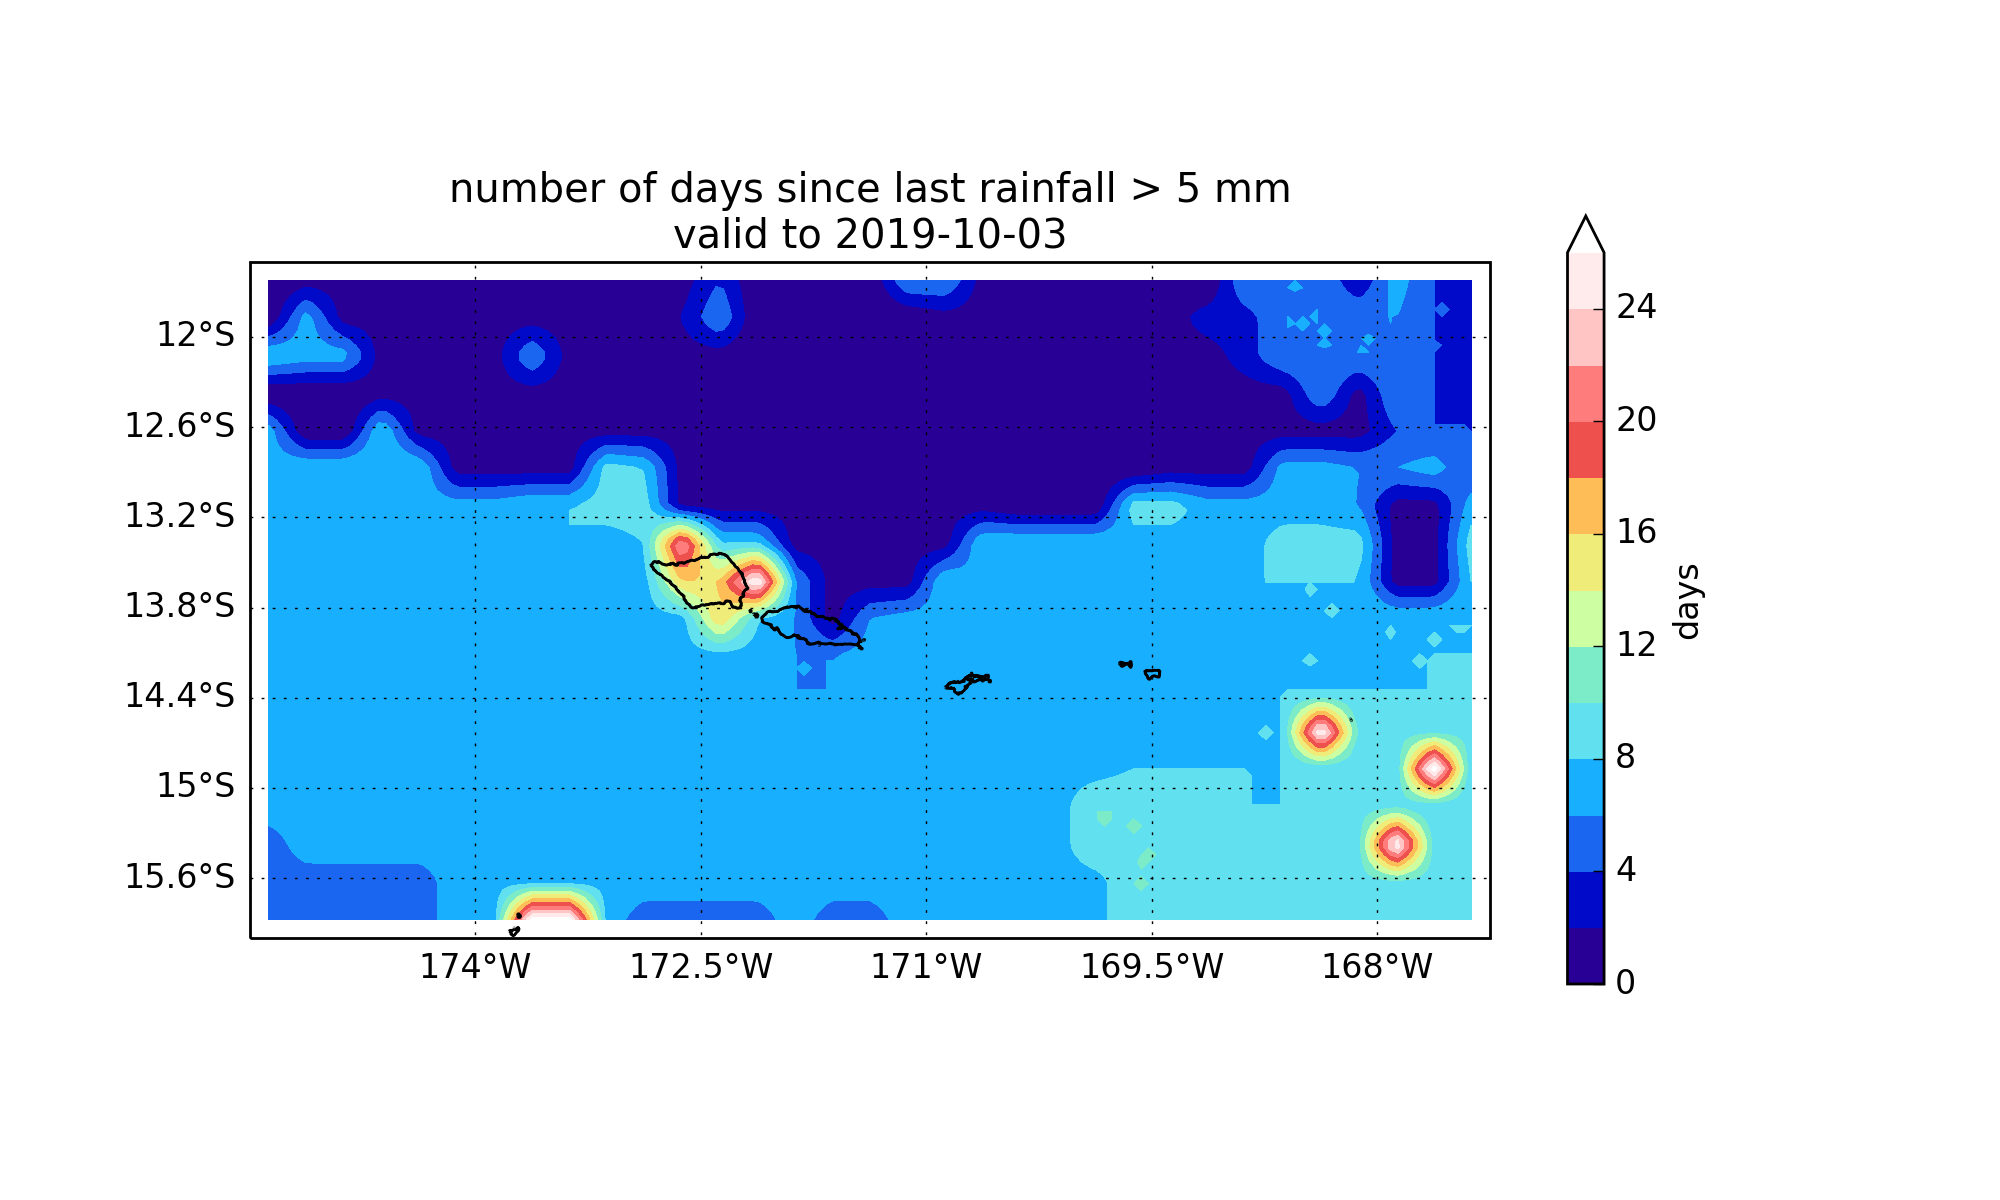 number of days since last rainfall > 5 mm
valid to 2019-10-03
12°S
12.6°S
13.2°S
13.8°S
14.4°S
15°S
15.6°S
174°W
172.5°W
171°W
169.5°W
168°W
24
20
16
12
8
4
0
days